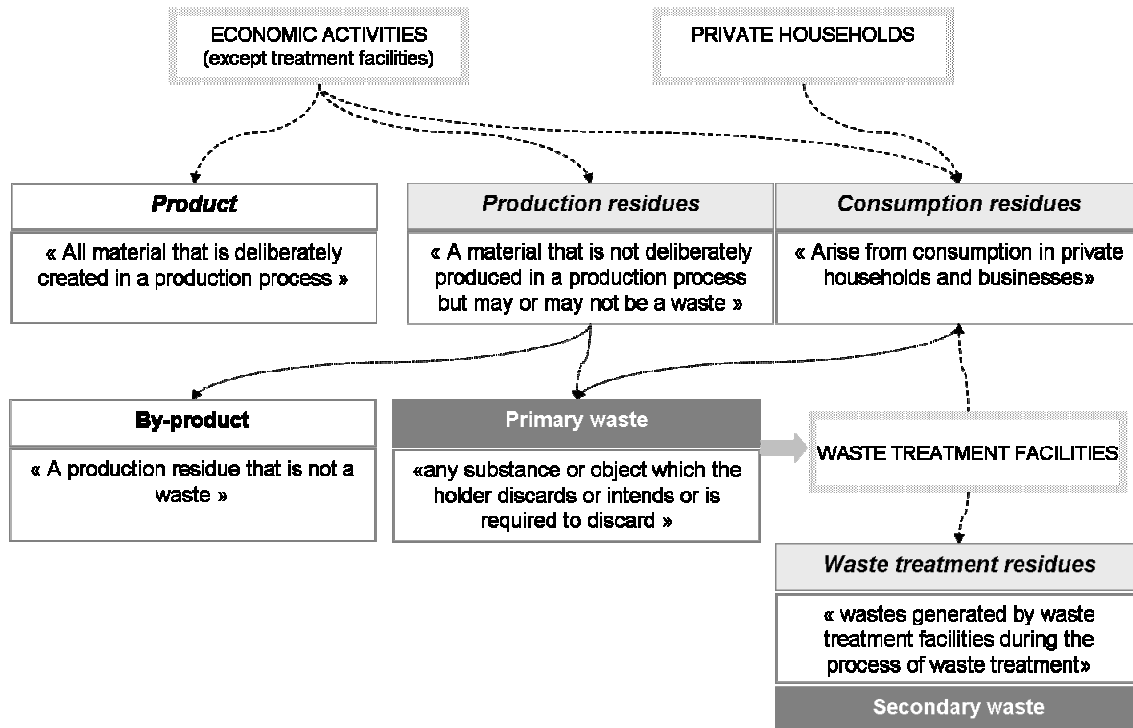 ECONOMIC ACTIVITIES
(except treatment facilities)
PRIVATE HOUSEHOLDS
Product
« All material that is deliberately
created in a production process »
Production residues
« A material that is not deliberately
produced in a production process
but may or may not be a waste »
Consumption residues
« Arise from consumption in private
households and businesses»
By-product
« A production residue that is not a
waste »
Primary waste
«any substance or object which the
holder discards or intends or is
required to discard »
WASTE TREATMENT FACILITIES
Waste treatment residues
« wastes generated by waste
treatment facilities during the
process of waste treatment»
Secondary waste